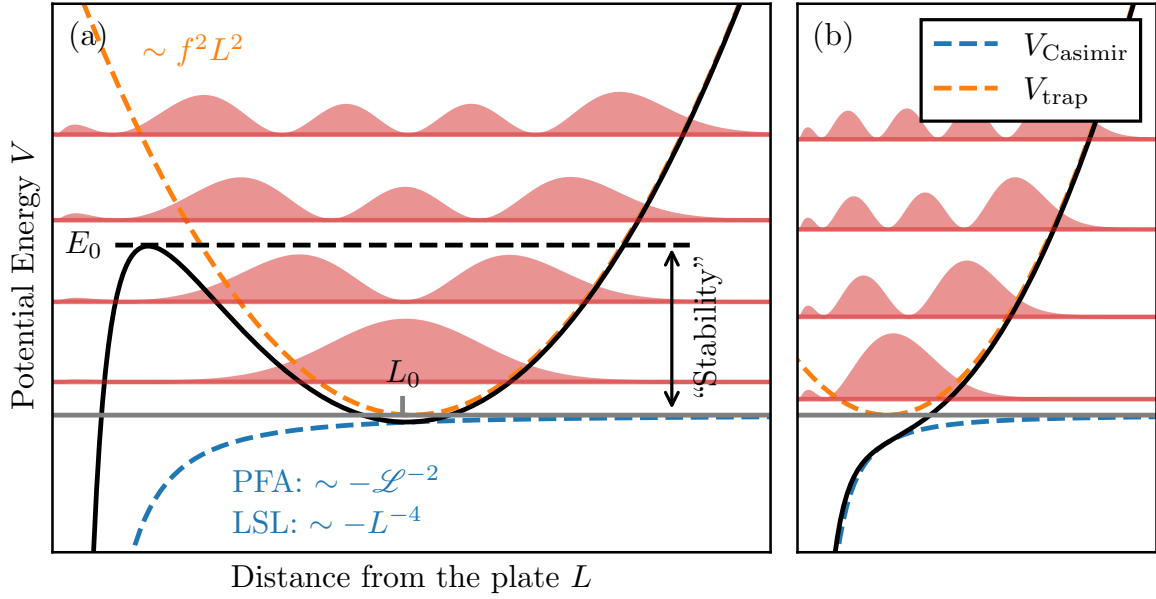 (a)
∼ f²L²
E₀
L₀
“Stability”
PFA: ∼ −ℒ⁻²
LSL: ∼ −L⁻⁴
Potential Energy V
Distance from the plate L
(b)
V_Casimir
V_trap